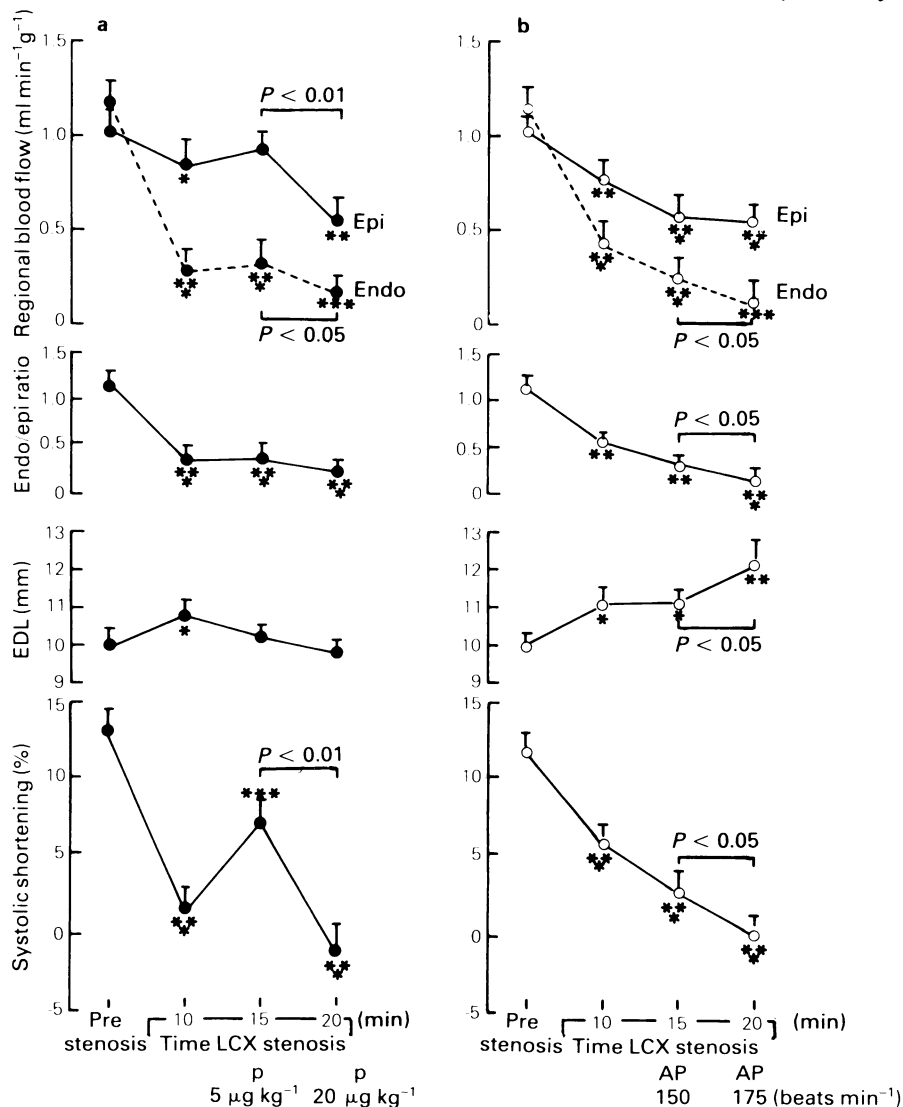 a
Regional blood flow (ml min⁻¹g⁻¹)
1.5
1.0
0.5
0
P < 0.01
*
**
Epi
***
***
***
Endo
P < 0.05
Endo/epi ratio
1.5
1.0
0.5
0
***
***
***
EDL (mm)
13
12
11
10
9
*
Systolic shortening (%)
15
10
5
0
-5
P < 0.01
***
***
***
Pre
stenosis
10 15 20 (min)
Time LCX stenosis
p
5 μg kg⁻¹
p
20 μg kg⁻¹
b
1.5
1.0
0.5
0
**
***
***
Epi
***
***
***
Endo
P < 0.05
1.5
1.0
0.5
0
P < 0.05
**
**
***
13
12
11
10
9
*
*
**
P < 0.05
15
10
5
0
-5
P < 0.05
***
***
***
Pre
stenosis
10 15 20 (min)
Time LCX stenosis
AP
150
AP
175 (beats min⁻¹)